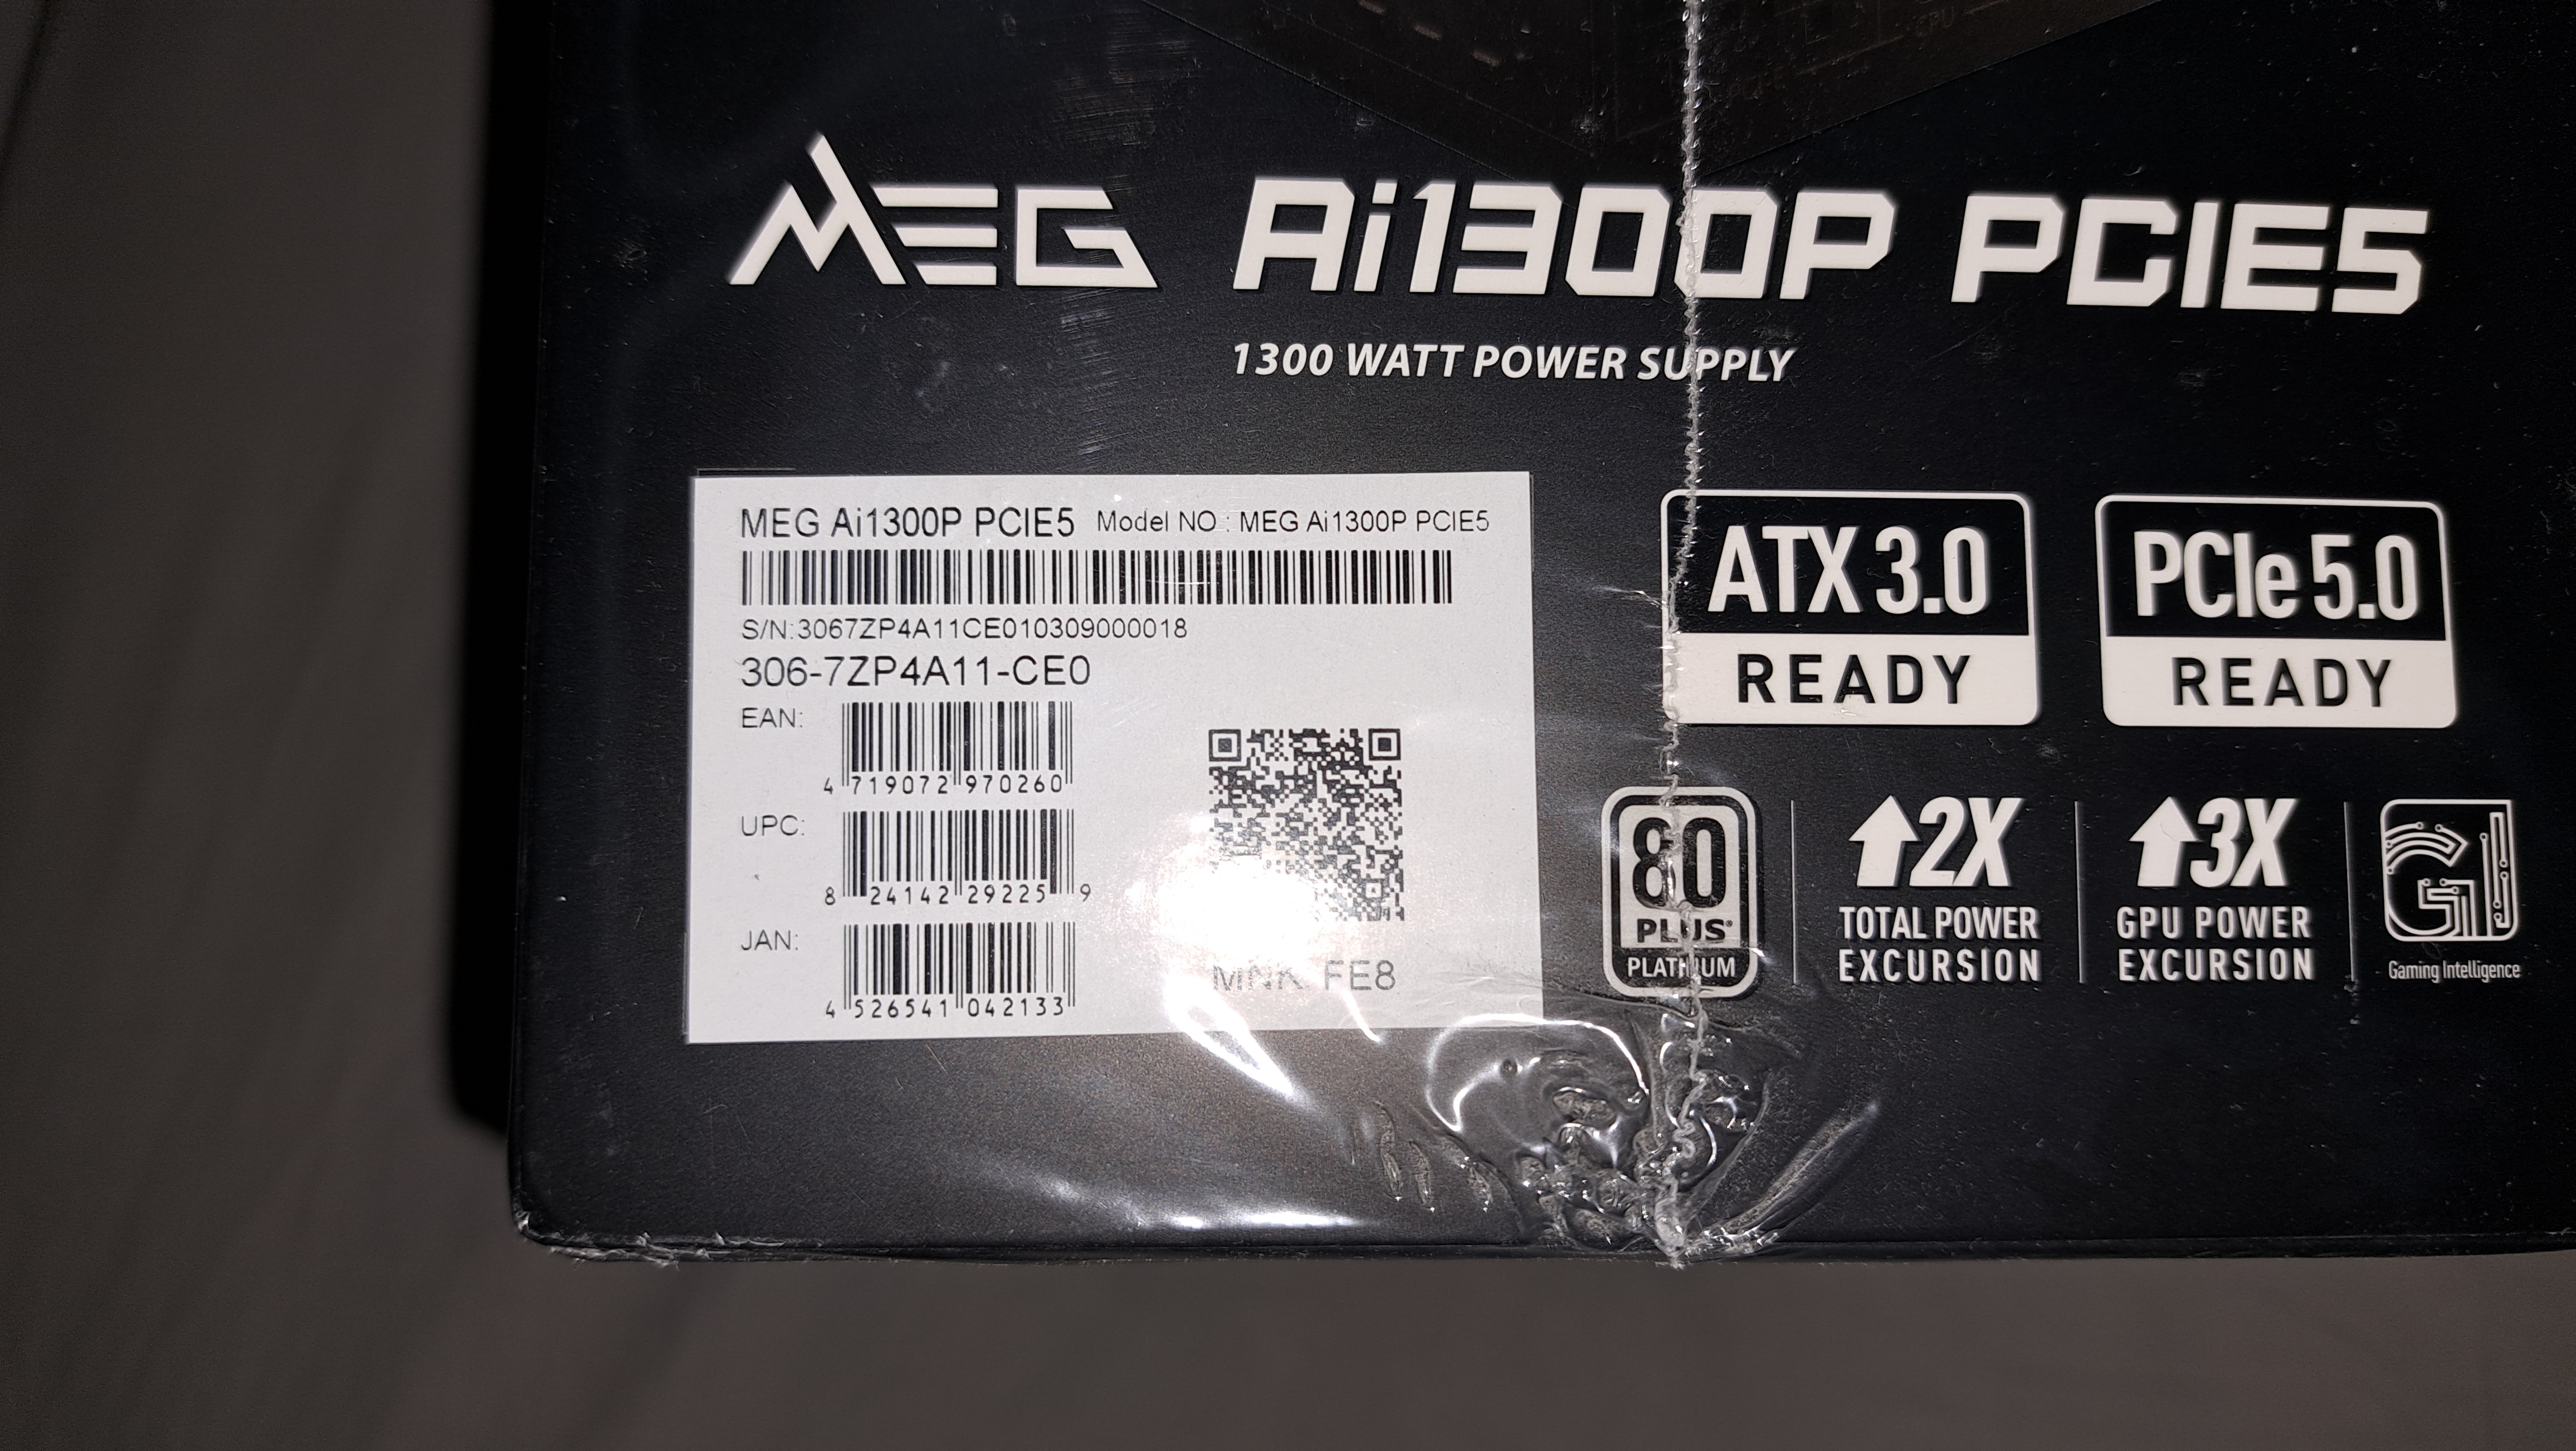 GPU
MEG Ai1300P PCIE5
1300 WATT POWER SUPPLY
MEG Ai1300P PCIE5 Model NO : MEG Ai1300P PCIE5
S/N:3067ZP4A11CE010309000018
306-7ZP4A11-CE0
EAN:
4 719072 970260
UPC:
8 24142 29225 9
JAN:
4 526541 042133
MNK FE8
ATX 3.0
READY
PCIe 5.0
READY
80
PLUS®
PLATINUM
2X
TOTAL POWER
EXCURSION
3X
GPU POWER
EXCURSION
GI
Gaming Intelligence